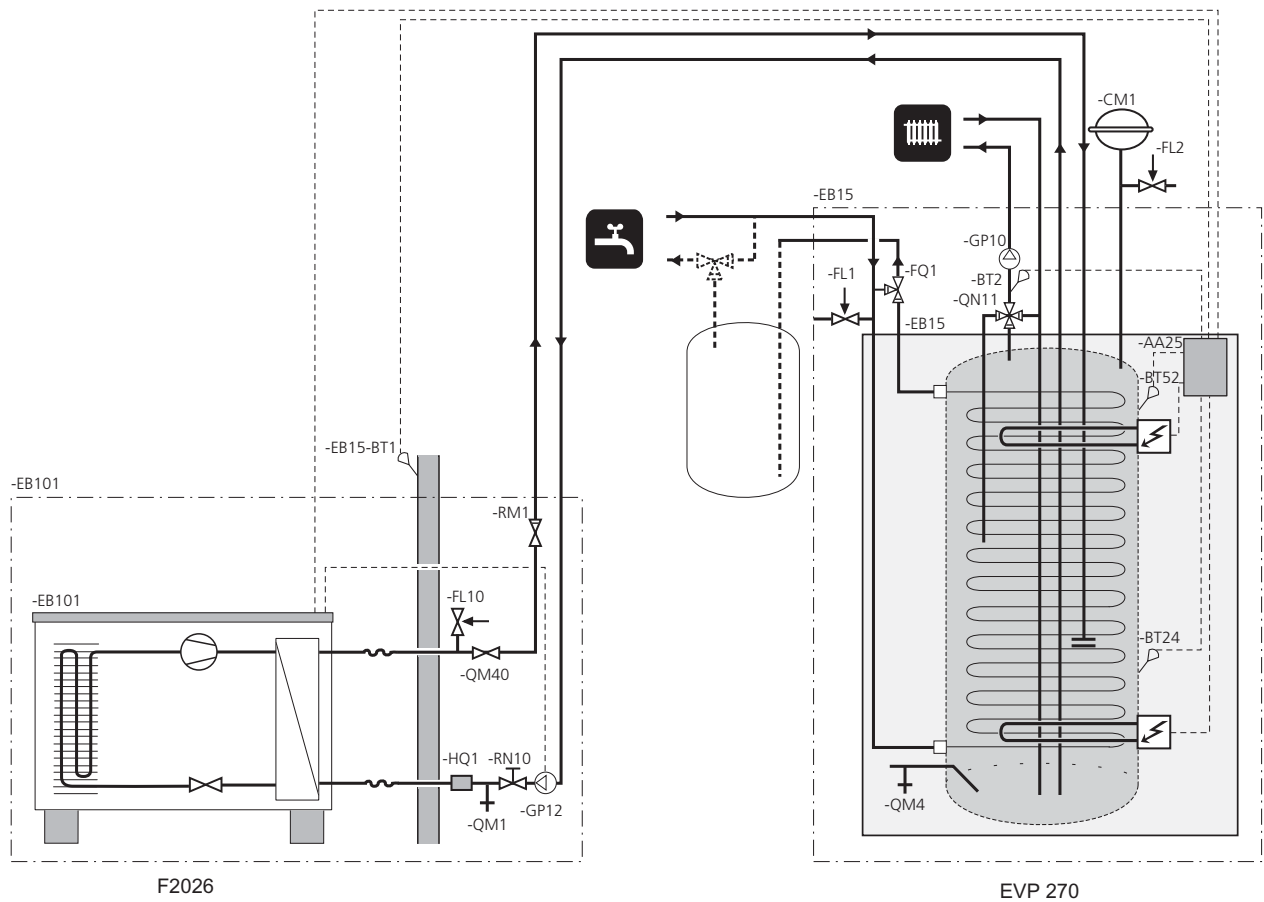 -CM1
-FL2
-EB15
-GP10
-FL1
-FQ1
-BT2
-QN11
-EB15
-AA25
-BT52
-EB15-BT1
-EB101
-RM1
-EB101
-FL10
-BT24
-QM40
-HQ1
-RN10
-QM1
-GP12
-QM4
F2026
EVP 270